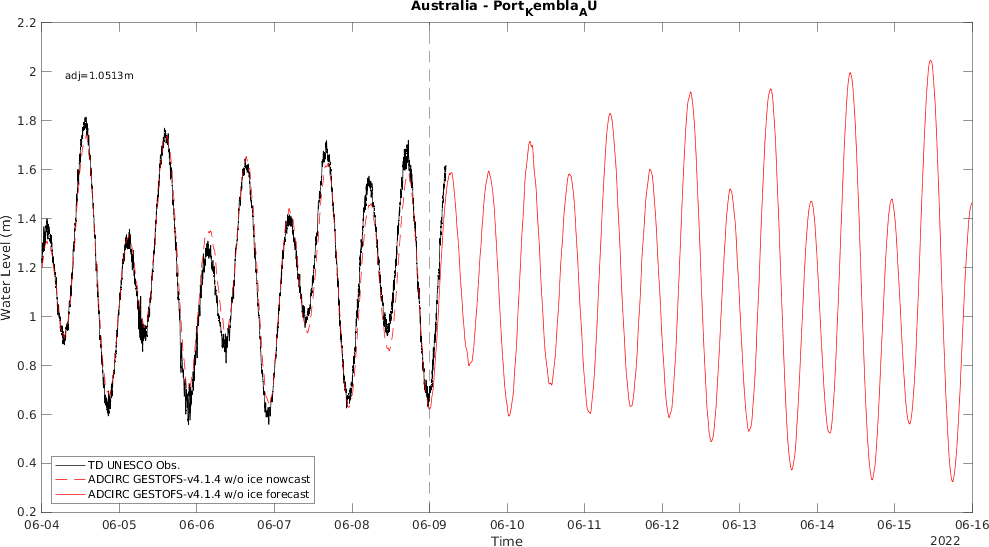 Australia - PortKemblaAU
2.2
2
1.8
1.6
1.4
1.2
1
0.8
0.6
0.4
0.2
Water Level (m)
adj=1.0513m
TD UNESCO Obs.
ADCIRC GESTOFS-v4.1.4 w/o ice nowcast
ADCIRC GESTOFS-v4.1.4 w/o ice forecast
06-04 06-05 06-06 06-07 06-08 06-09 06-10 06-11 06-12 06-13 06-14 06-15 06-16
Time
2022